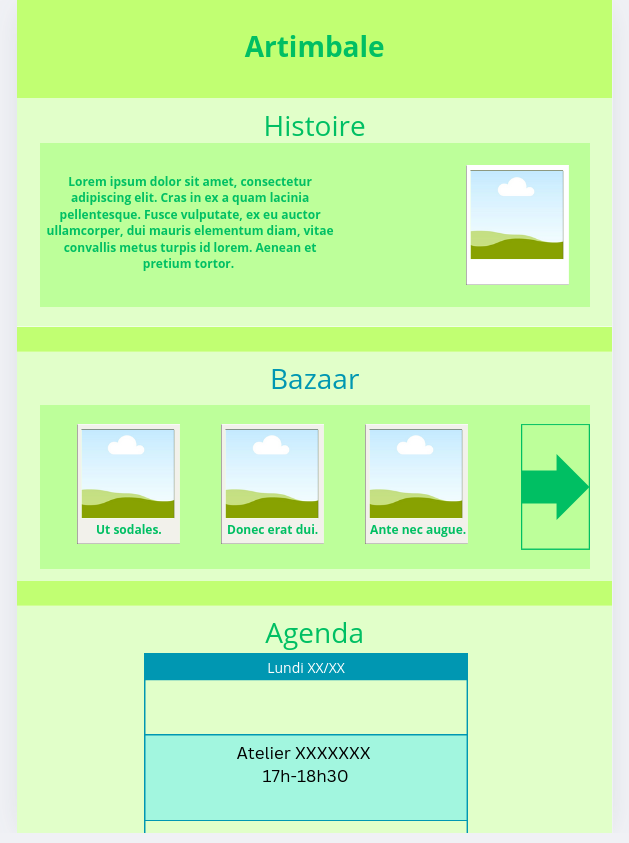 Artimbale
Histoire
Lorem ipsum dolor sit amet, consectetur
adipiscing elit. Cras in ex a quam lacinia
pellentesque. Fusce vulputate, ex eu auctor
ullamcorper, dui mauris elementum diam, vitae
convallis metus turpis id lorem. Aenean et
pretium tortor.
Bazaar
Ut sodales.
Donec erat dui.
Ante nec augue.
Agenda
Lundi XX/XX
Atelier XXXXXXX
17h-18h30